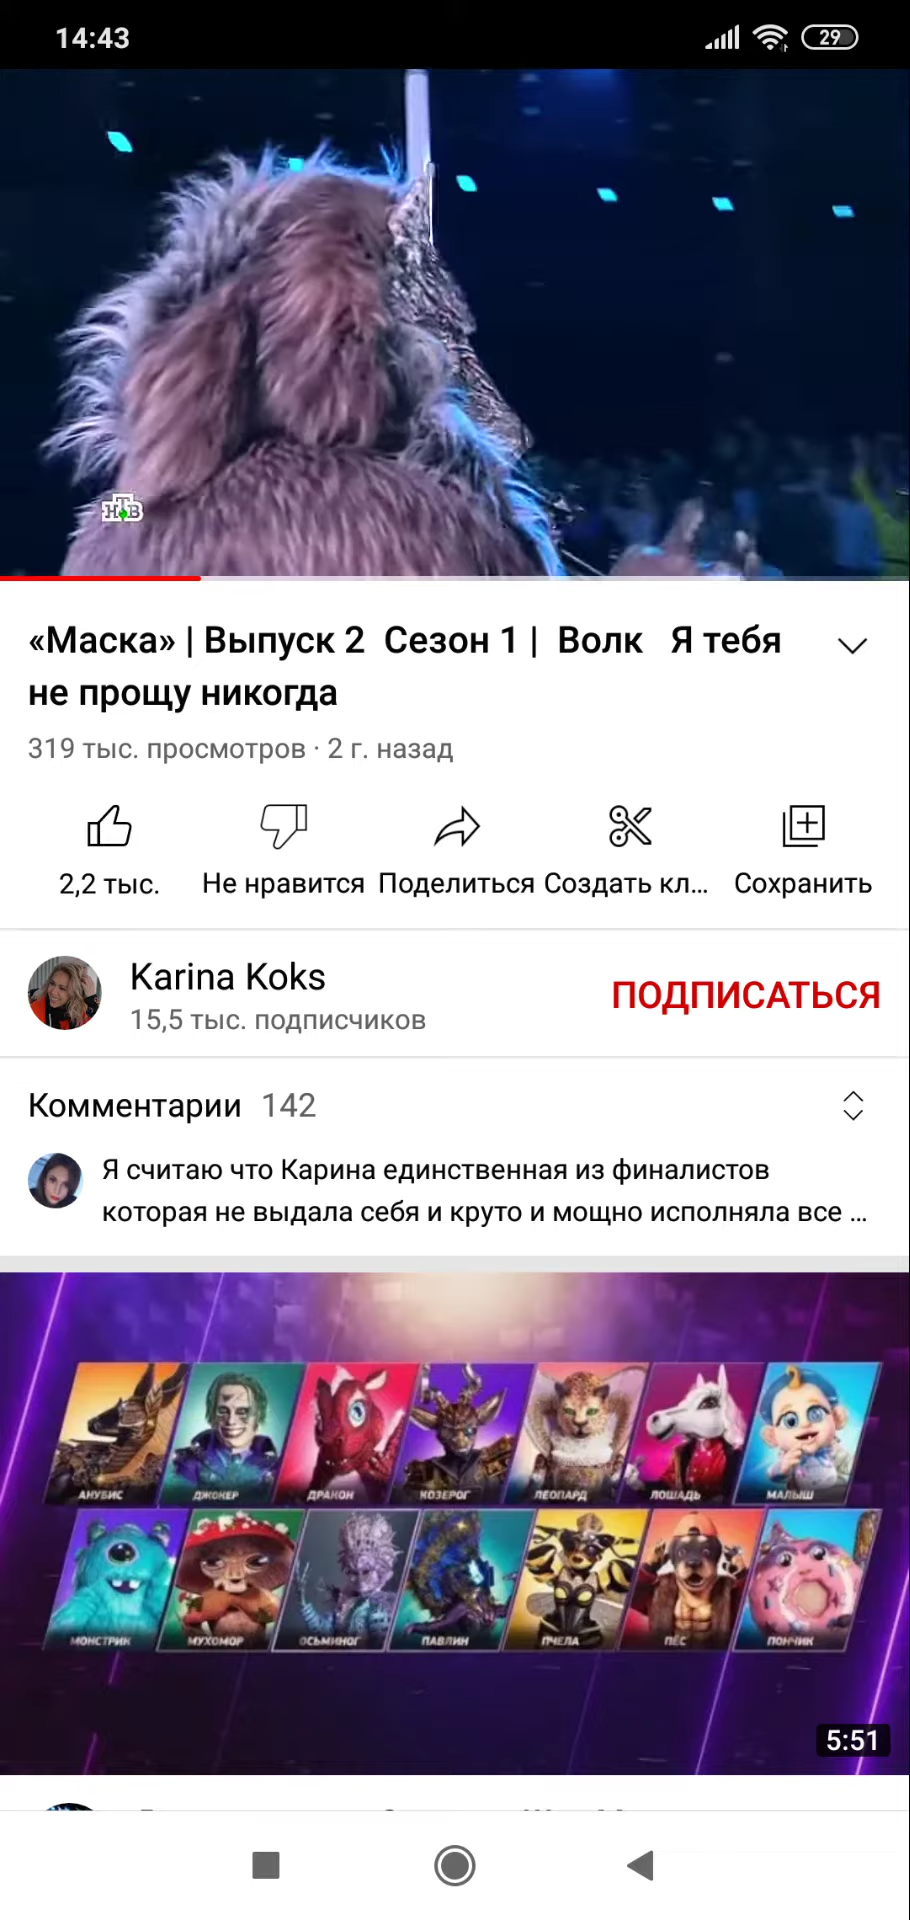 14:43
29
НТВ
«Маска» | Выпуск 2 Сезон 1 | Волк Я тебя
не прощу никогда
319 тыс. просмотров · 2 г. назад
2,2 тыс. Не нравится Поделиться Создать кл... Сохранить
Karina Koks
ПОДПИСАТЬСЯ
15,5 тыс. подписчиков
Комментарии 142
Я считаю что Карина единственная из финалистов
которая не выдала себя и круто и мощно исполняла все ...
АНУБИС ДЖОКЕР ДРАКОН КОЗЕРОГ ЛЕОПАРД ЛОШАДЬ МАЛЫШ
МОНСТРИК МУХОМОР ОСЬМИНОГ ПАВЛИН ПЧЕЛА ПЁС ПОНЧИК
5:51